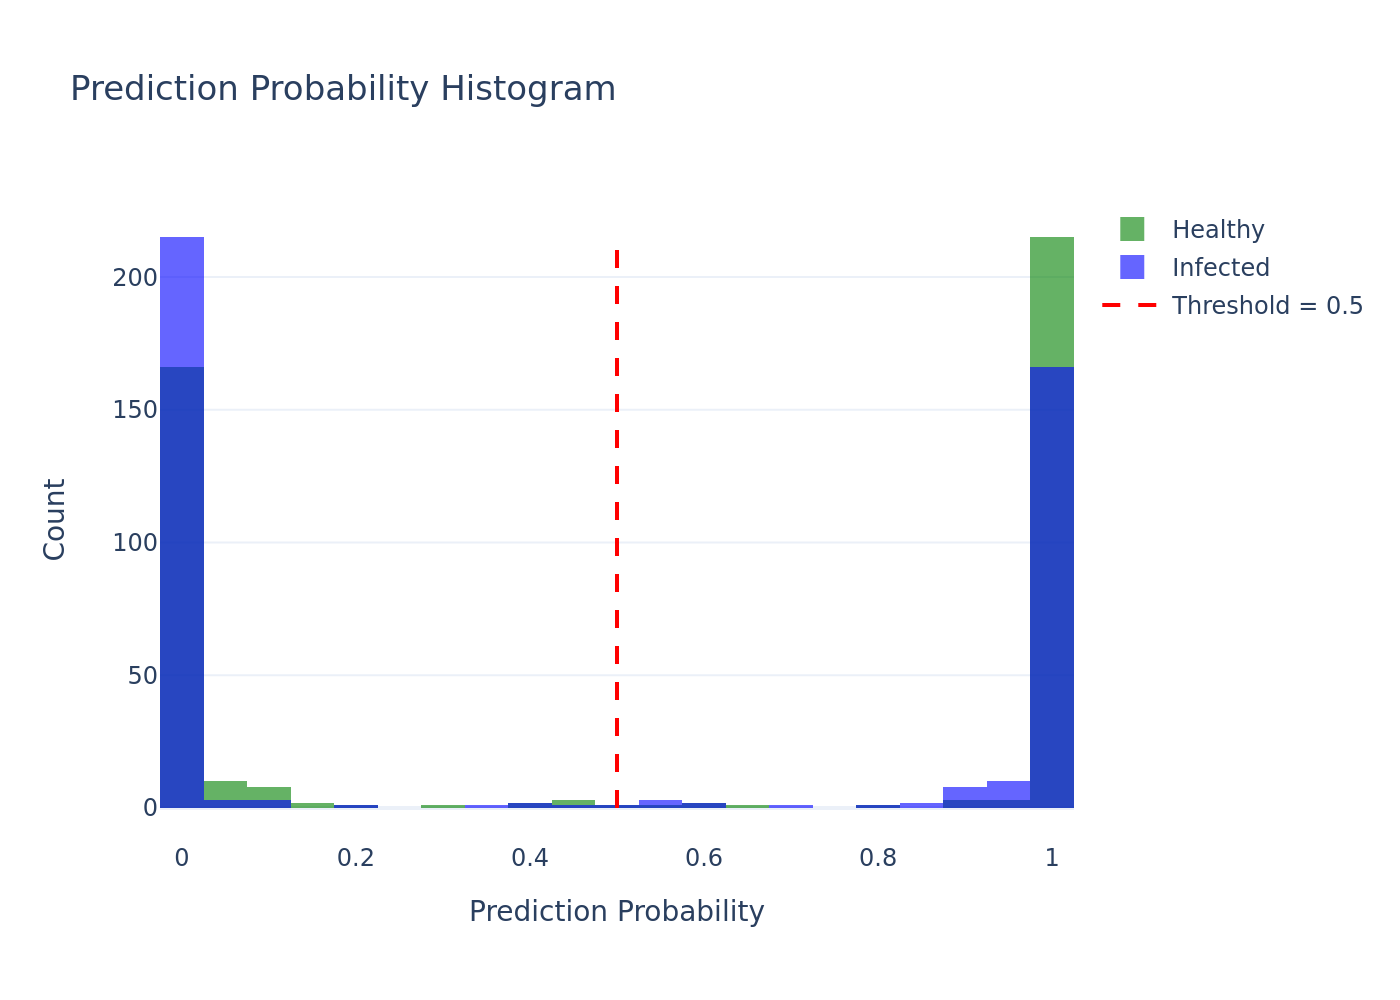 Prediction Probability Histogram
Healthy
Infected
Threshold = 0.5
200
150
100
50
0
Count
0 0.2 0.4 0.6 0.8 1
Prediction Probability